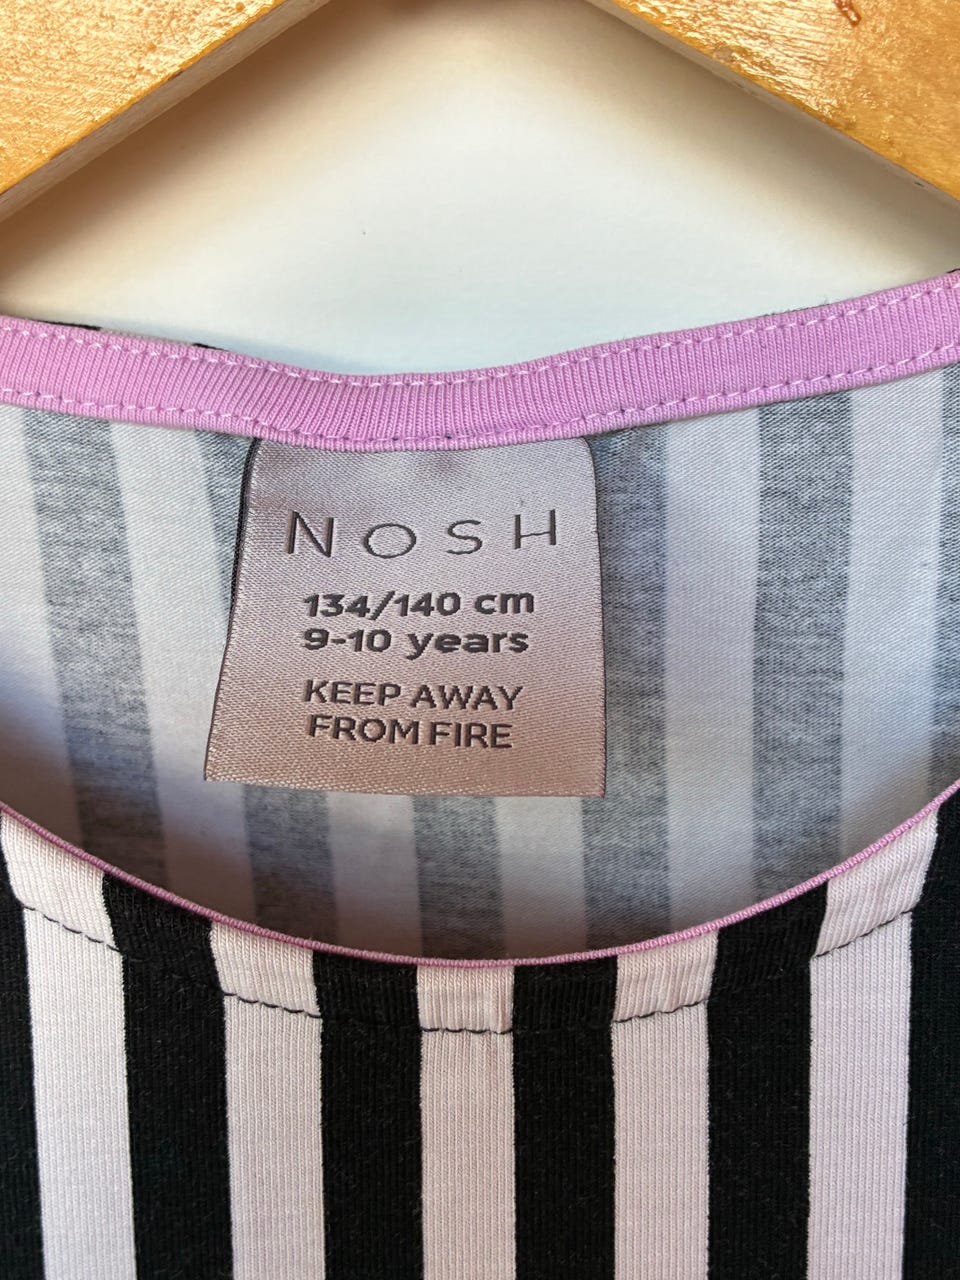 NOSH
134/140 cm
9-10 years
KEEP AWAY
FROM FIRE